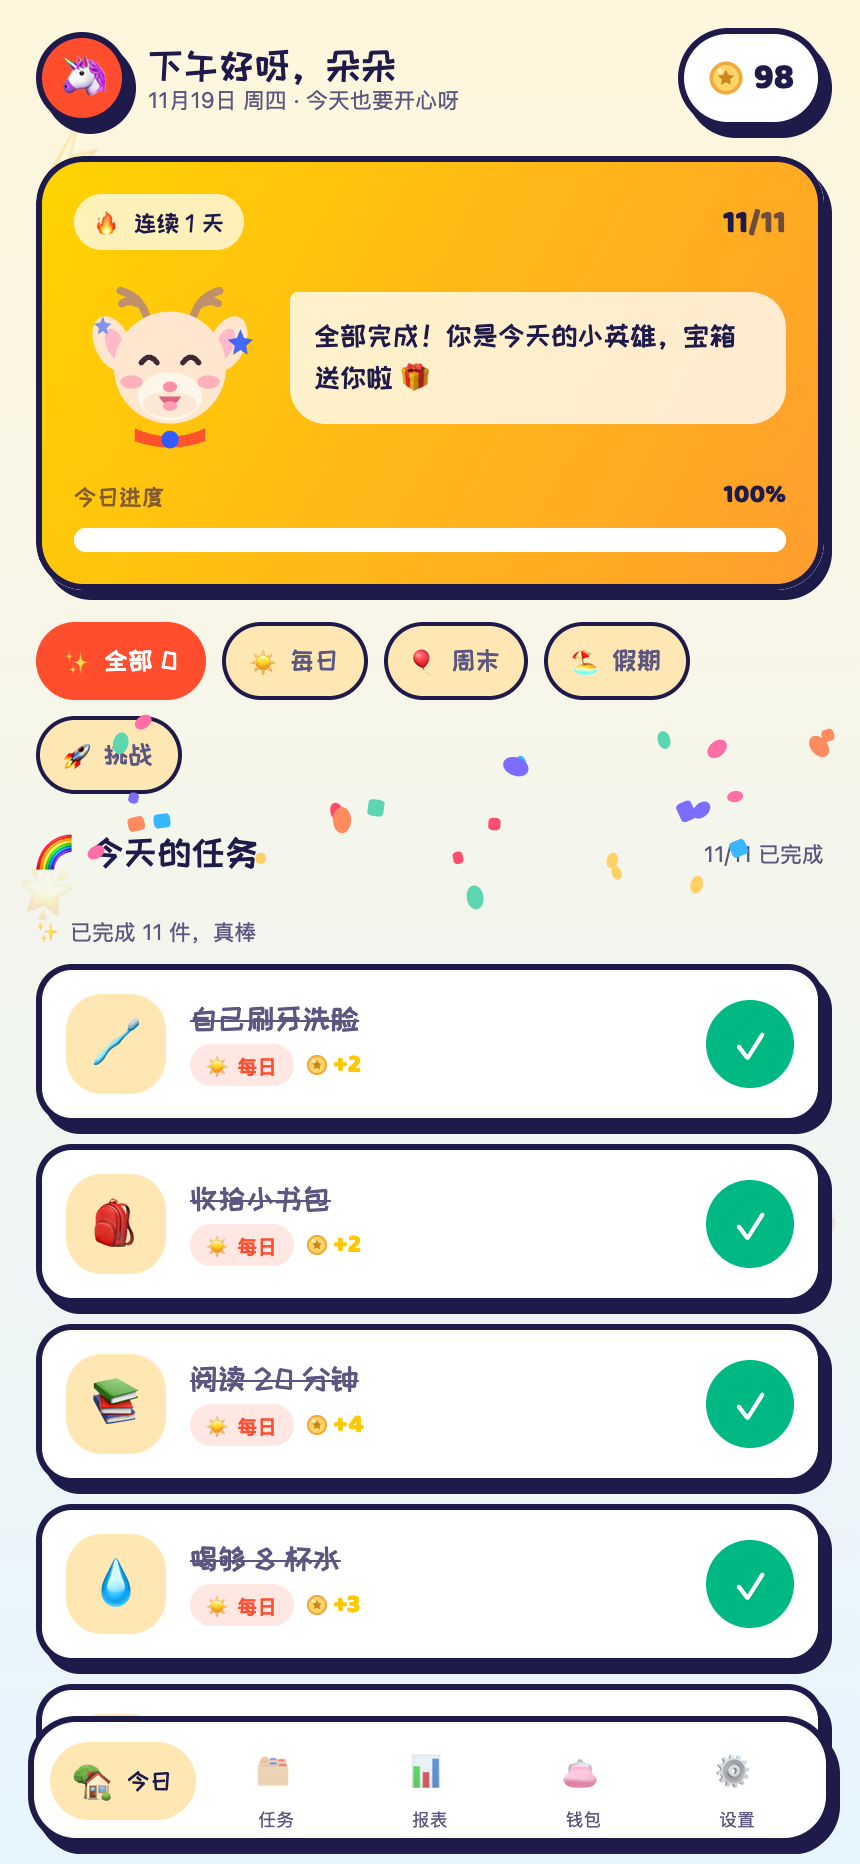 下午好呀，朵朵
11月19日 周四 · 今天也要开心呀
98
连续 1 天
11/11
全部完成！你是今天的小英雄，宝箱
送你啦
今日进度
100%
全部 0
每日
周末
假期
挑战
今天的任务
11/11 已完成
已完成 11 件，真棒
自己刷牙洗脸
每日
+2
收拾小书包
每日
+2
阅读 20 分钟
每日
+4
喝够 8 杯水
每日
+3
今日
任务
报表
钱包
设置